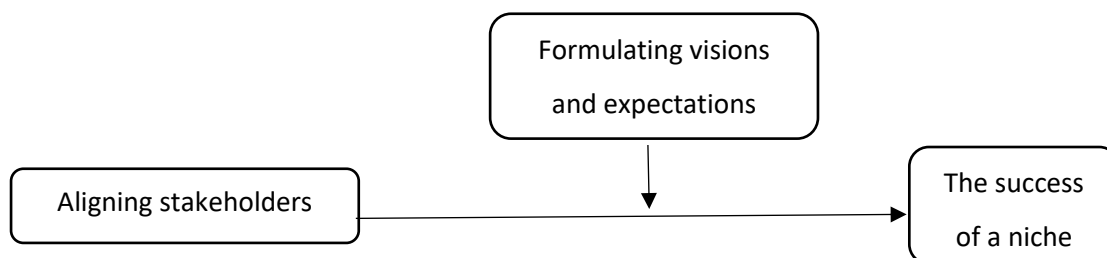 Formulating visions
and expectations
Aligning stakeholders
The success
of a niche